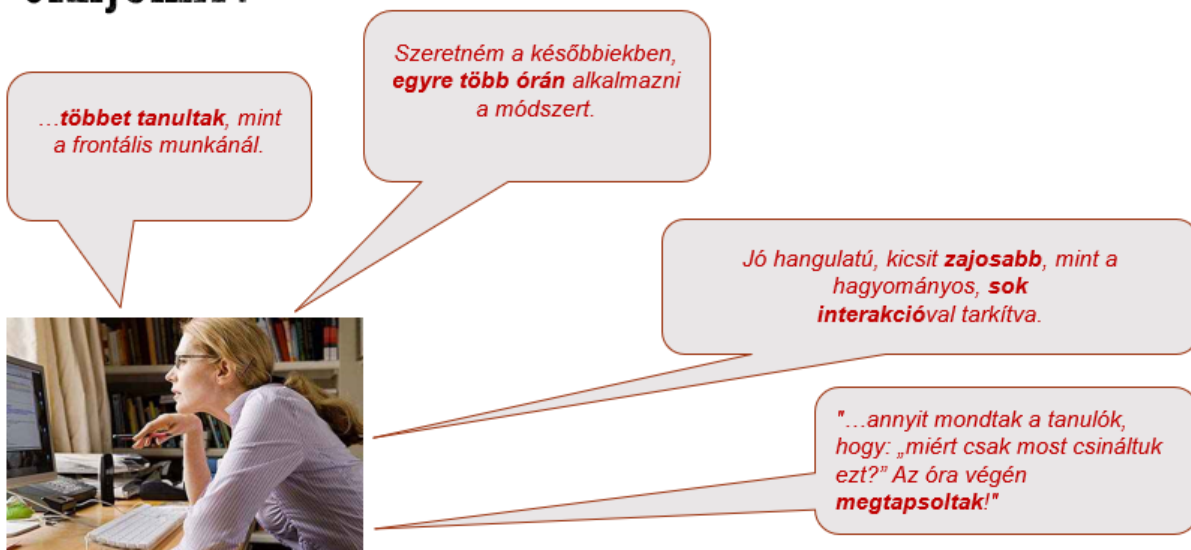 …többet tanultak, mint
a frontális munkánál.
Szeretném a későbbiekben,
egyre több órán alkalmazni
a módszert.
Jó hangulatú, kicsit zajosabb, mint a
hagyományos, sok
interakcióval tarkítva.
"…annyit mondtak a tanulók,
hogy: „miért csak most csináltuk
ezt?” Az óra végén
megtapsoltak!"